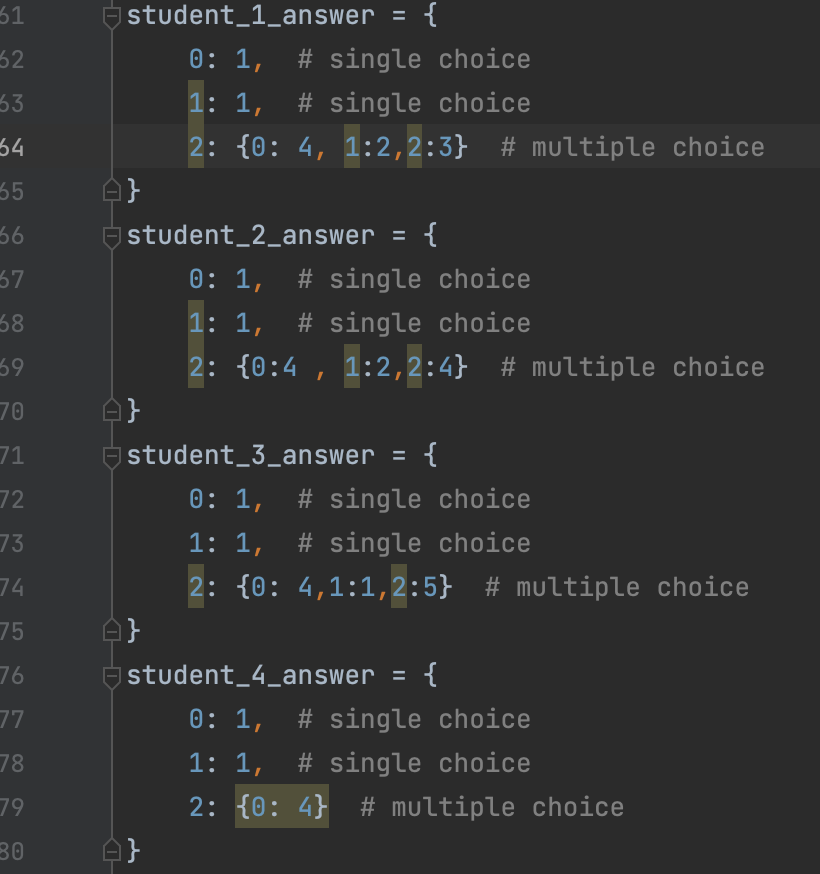 61 student_1_answer = {
62     0: 1,  # single choice
63     1: 1,  # single choice
64     2: {0: 4, 1:2,2:3}  # multiple choice
65 }
66 student_2_answer = {
67     0: 1,  # single choice
68     1: 1,  # single choice
69     2: {0:4 , 1:2,2:4}  # multiple choice
70 }
71 student_3_answer = {
72     0: 1,  # single choice
73     1: 1,  # single choice
74     2: {0: 4,1:1,2:5}  # multiple choice
75 }
76 student_4_answer = {
77     0: 1,  # single choice
78     1: 1,  # single choice
79     2: {0: 4}  # multiple choice
80 }